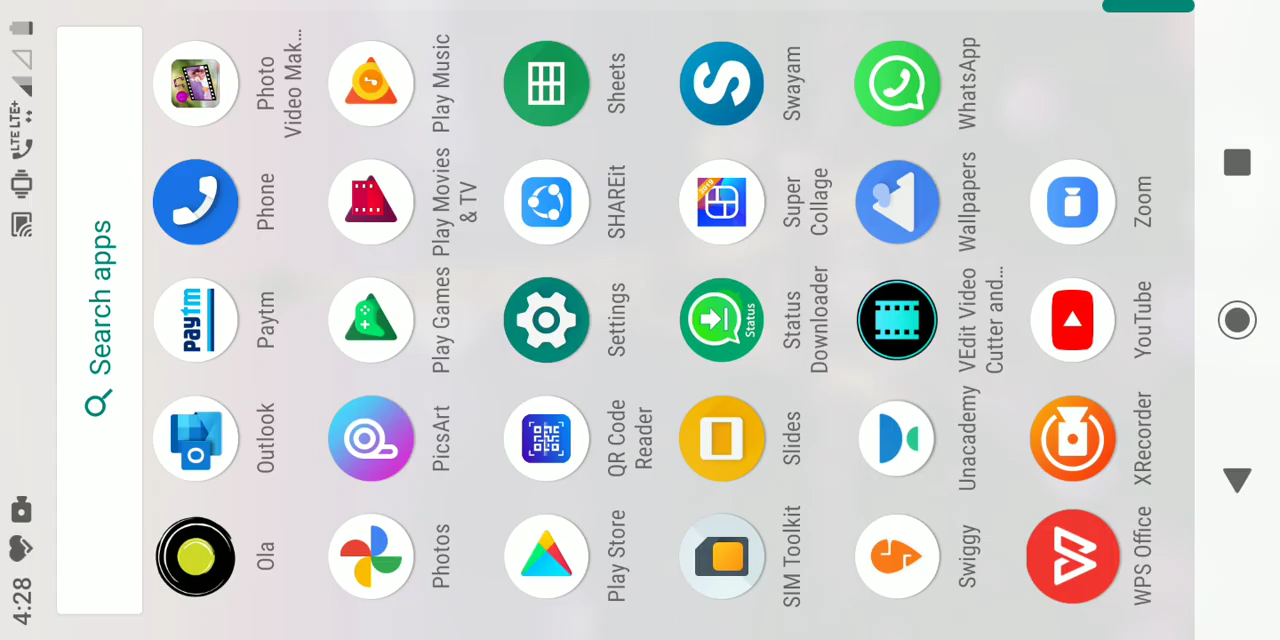 4:28
LTE LTE+
Search apps
Ola
Outlook
paytm
Paytm
Phone
Photo
Video Mak...
Photos
PicsArt
Play Games
Play Movies
& TV
Play Music
Play Store
QR Code
Reader
Settings
SHAREit
Sheets
SIM Toolkit
Slides
Status
Status
Downloader
2019
Super
Collage
S
Swayam
Swiggy
Unacademy
VEdit Video
Cutter and...
Wallpapers
WhatsApp
W
WPS Office
XRecorder
YouTube
Zoom